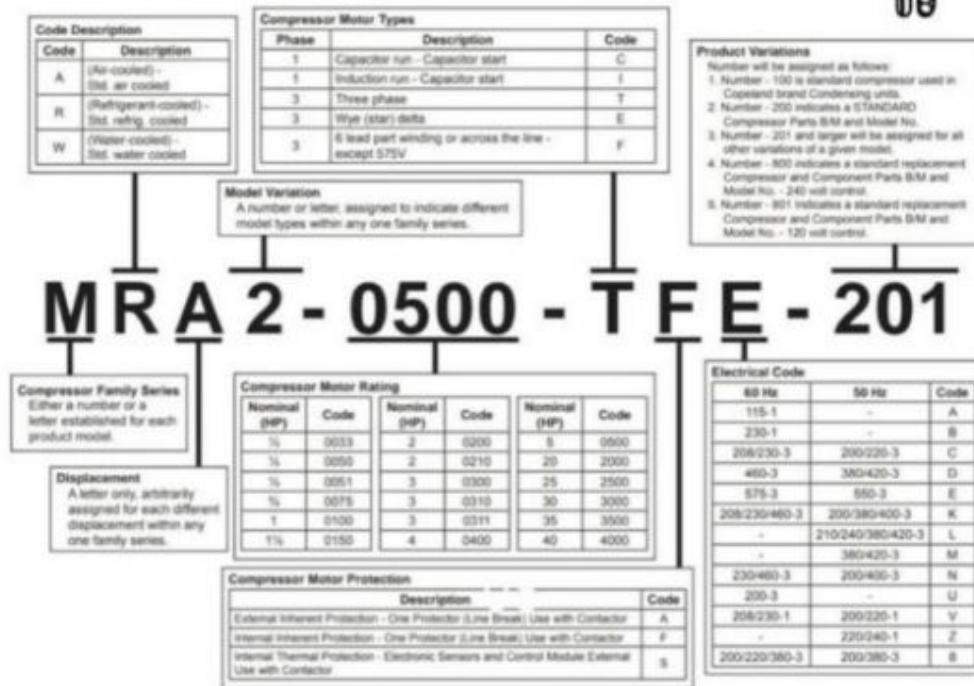 Code Description
Code Description
A (Air-cooled) -
Std. air cooled
R (Refrigerant-cooled) -
Std. refrig. cooled
W (Water-cooled) -
Std. water cooled
Compressor Motor Types
Phase Description Code
1 Capacitor run - Capacitor start C
1 Induction run - Capacitor start I
3 Three phase T
3 Wye (star) delta E
3 6 lead part winding or across the line - F
except 575V
Product Variations
Number will be assigned as follows:
1. Number - 100 is standard compressor used in
Copeland brand Condensing units.
2. Number - 200 indicates a STANDARD
Compressor Parts B/M and Model No.
3. Number - 201 and larger will be assigned for all
other variations of a given model.
4. Number - 800 indicates a standard replacement
Compressor and Component Parts B/M and
Model No. - 240 volt control.
5. Number - 801 Indicates a standard replacement
Compressor and Component Parts B/M and
Model No. - 120 volt control.
Model Variation
A number or letter, assigned to indicate different
model types within any one family series.
MRA2-0500-TFE-201
Compressor Family Series
Either a number or a
letter established for each
product model.
Displacement
A letter only, arbitrarily
assigned for each different
displacement within any
one family series.
Compressor Motor Rating
Nominal (HP) Code Nominal (HP) Code Nominal (HP) Code
0033 2 0200 5 0500
0050 2 0210 20 2000
0051 3 0300 25 2500
0075 3 0310 30 3000
1 0100 3 0311 35 3500
1½ 0150 4 0400 40 4000
Compressor Motor Protection
Description Code
External Inherent Protection - One Protector (Line Break) Use with Contactor A
Internal Inherent Protection - One Protector (Line Break) Use with Contactor F
Internal Thermal Protection - Electronic Sensors and Control Module External S
Use with Contactor
Electrical Code
60 Hz 50 Hz Code
115-1 - A
230-1 - B
208/230-3 200/220-3 C
460-3 380/420-3 D
575-3 550-3 E
208/230/460-3 200/380/400-3 K
- 210/240/380/420-3 L
- 380/420-3 M
230/460-3 200/400-3 N
200-3 - U
208/230-1 200/220-1 V
- 220/240-1 Z
200/220/380-3 200/380-3 8